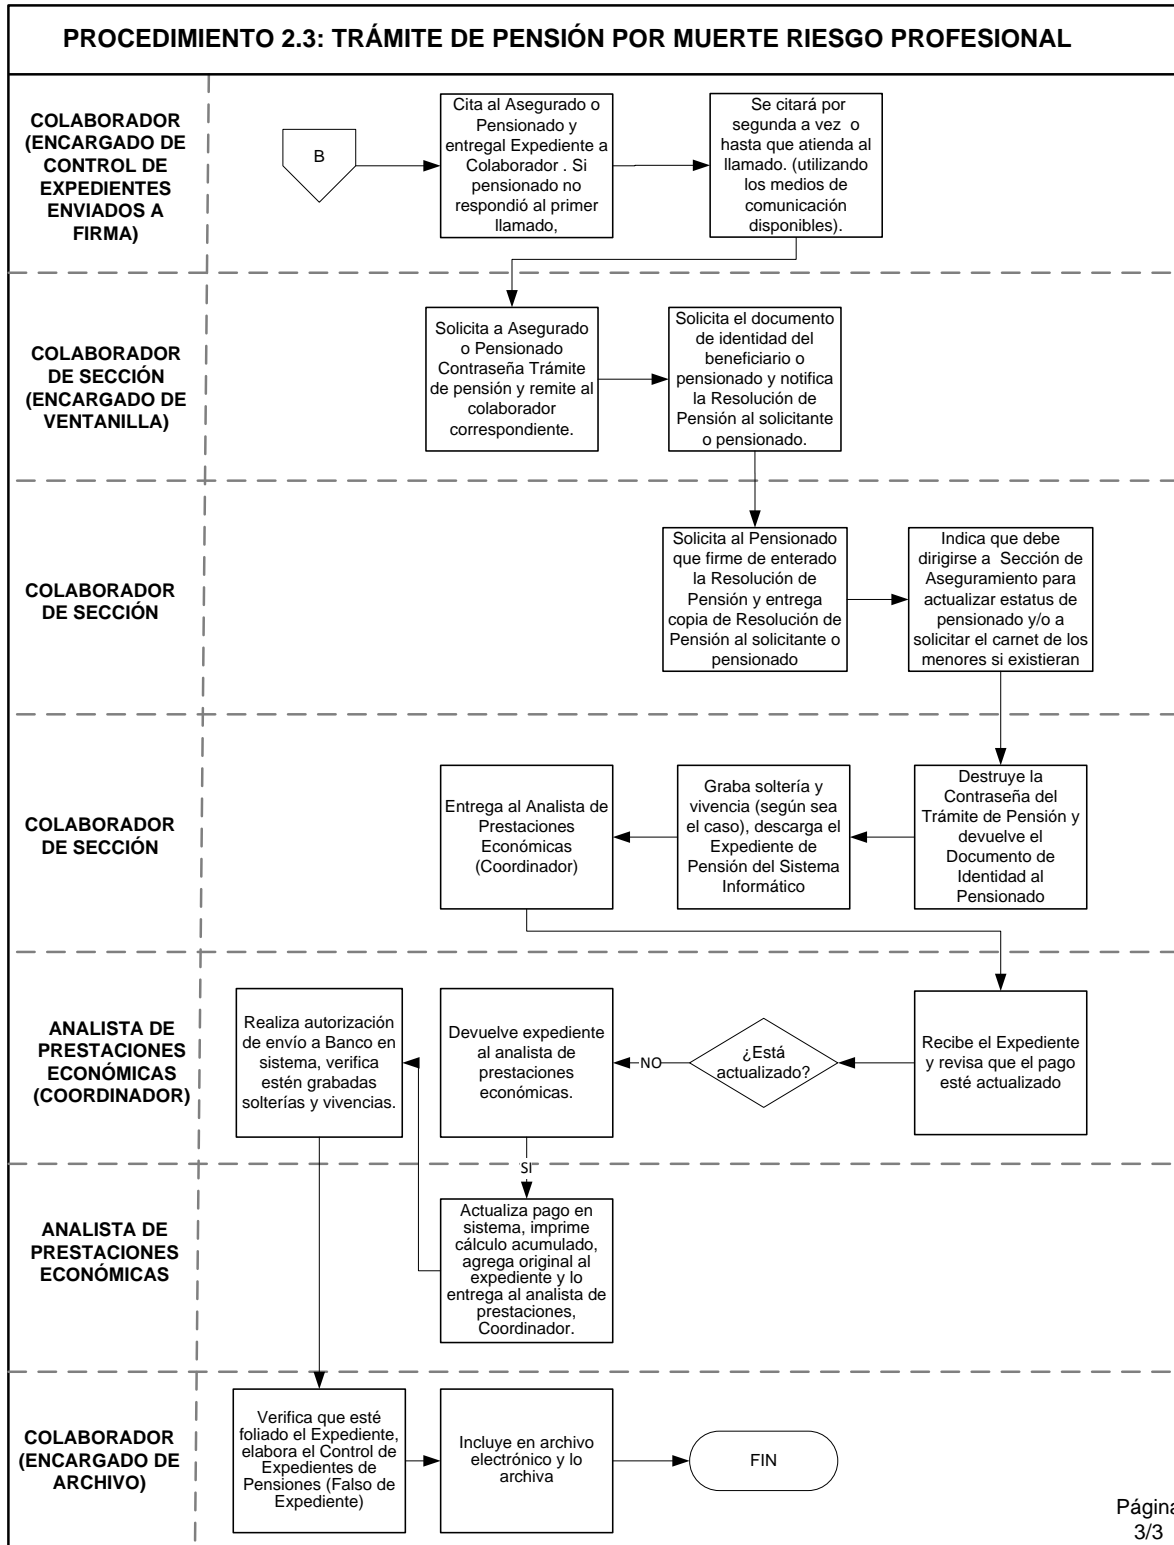 PROCEDIMIENTO 2.3: TRÁMITE DE PENSIÓN POR MUERTE RIESGO PROFESIONAL
COLABORADOR
(ENCARGADO DE
CONTROL DE
EXPEDIENTES
ENVIADOS A
FIRMA)
B
Cita al Asegurado o
Pensionado y
entregal Expediente a
Colaborador . Si
pensionado no
respondió al primer
llamado,
Se citará por
segunda a vez o
hasta que atienda al
llamado. (utilizando
los medios de
comunicación
disponibles).
COLABORADOR
DE SECCIÓN
(ENCARGADO DE
VENTANILLA)
Solicita a Asegurado
o Pensionado
Contraseña Trámite
de pensión y remite al
colaborador
correspondiente.
Solicita el documento
de identidad del
beneficiario o
pensionado y notifica
la Resolución de
Pensión al solicitante
o pensionado.
COLABORADOR
DE SECCIÓN
Solicita al Pensionado
que firme de enterado
la Resolución de
Pensión y entrega
copia de Resolución de
Pensión al solicitante o
pensionado
Indica que debe
dirigirse a Sección de
Aseguramiento para
actualizar estatus de
pensionado y/o a
solicitar el carnet de los
menores si existieran
COLABORADOR
DE SECCIÓN
Entrega al Analista de
Prestaciones
Económicas
(Coordinador)
Graba soltería y
vivencia (según sea
el caso), descarga el
Expediente de
Pensión del Sistema
Informático
Destruye la
Contraseña del
Trámite de Pensión y
devuelve el
Documento de
Identidad al
Pensionado
ANALISTA DE
PRESTACIONES
ECONÓMICAS
(COORDINADOR)
Realiza autorización
de envío a Banco en
sistema, verifica
estén grabadas
solterías y vivencias.
Devuelve expediente
al analista de
prestaciones
económicas.
NO
¿Está
actualizado?
Recibe el Expediente
y revisa que el pago
esté actualizado
SI
ANALISTA DE
PRESTACIONES
ECONÓMICAS
Actualiza pago en
sistema, imprime
cálculo acumulado,
agrega original al
expediente y lo
entrega al analista de
prestaciones,
Coordinador.
COLABORADOR
(ENCARGADO DE
ARCHIVO)
Verifica que esté
foliado el Expediente,
elabora el Control de
Expedientes de
Pensiones (Falso de
Expediente)
Incluye en archivo
electrónico y lo
archiva
FIN
Página
3/3